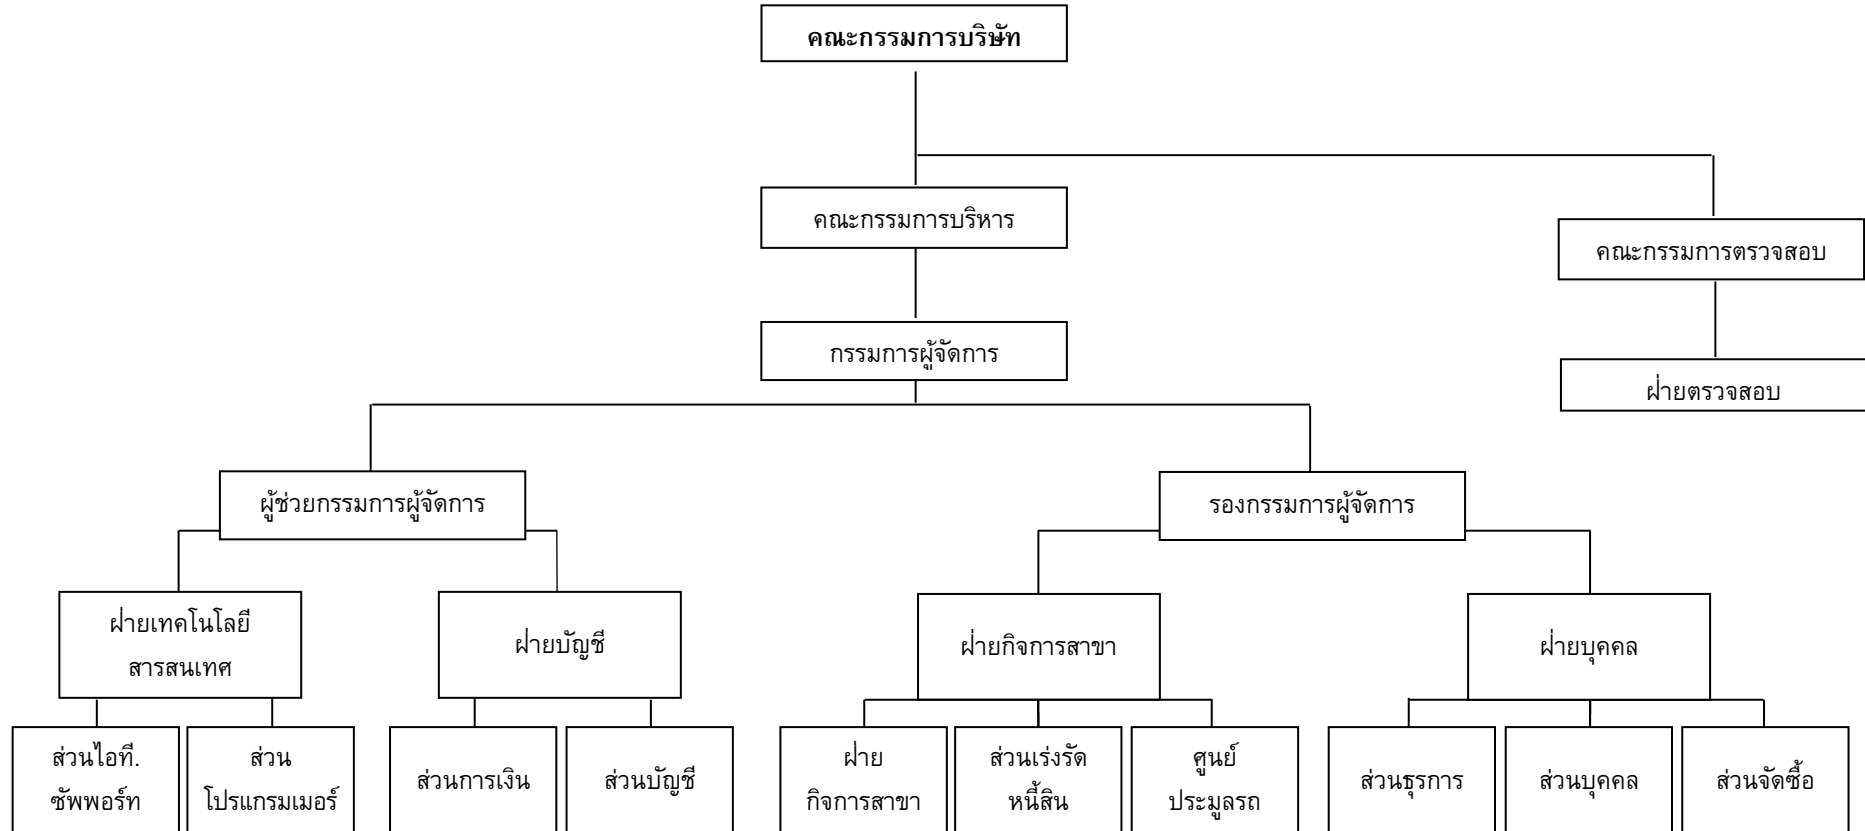 คณะกรรมการบริษัท
คณะกรรมการบริหาร
คณะกรรมการตรวจสอบ
กรรมการผู้จัดการ
ฝ่ายตรวจสอบ
ผู้ช่วยกรรมการผู้จัดการ
รองกรรมการผู้จัดการ
ฝ่ายเทคโนโลยี
สารสนเทศ
ฝ่ายบัญชี
ฝ่ายกิจการสาขา
ฝ่ายบุคคล
ส่วนไอที.
ซัพพอร์ท
ส่วน
โปรแกรมเมอร์
ส่วนการเงิน
ส่วนบัญชี
ฝ่าย
กิจการสาขา
ส่วนเร่งรัด
หนี้สิน
ศูนย์
ประมูลรถ
ส่วนธุรการ
ส่วนบุคคล
ส่วนจัดซื้อ